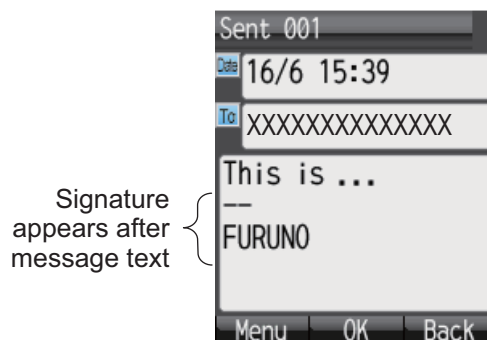 Sent 001
Date 16/6 15:39
To XXXXXXXXXXXXXX
This is ...
--
FURUNO
Signature
appears after
message text
Menu OK Back